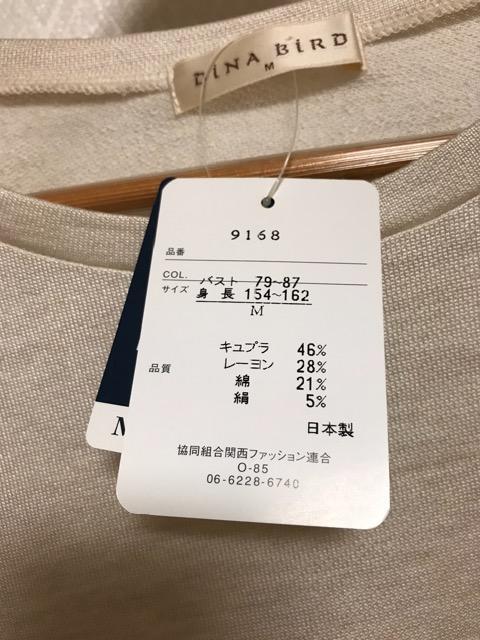 DiNA BiRD
M
9168
品番
COL.
バスト 79~87
サイズ 身長 154~162
M
キュプラ 46%
レーヨン 28%
品質 綿 21%
絹 5%
日本製
協同組合関西ファッション連合
O-85
06-6228-6740
M